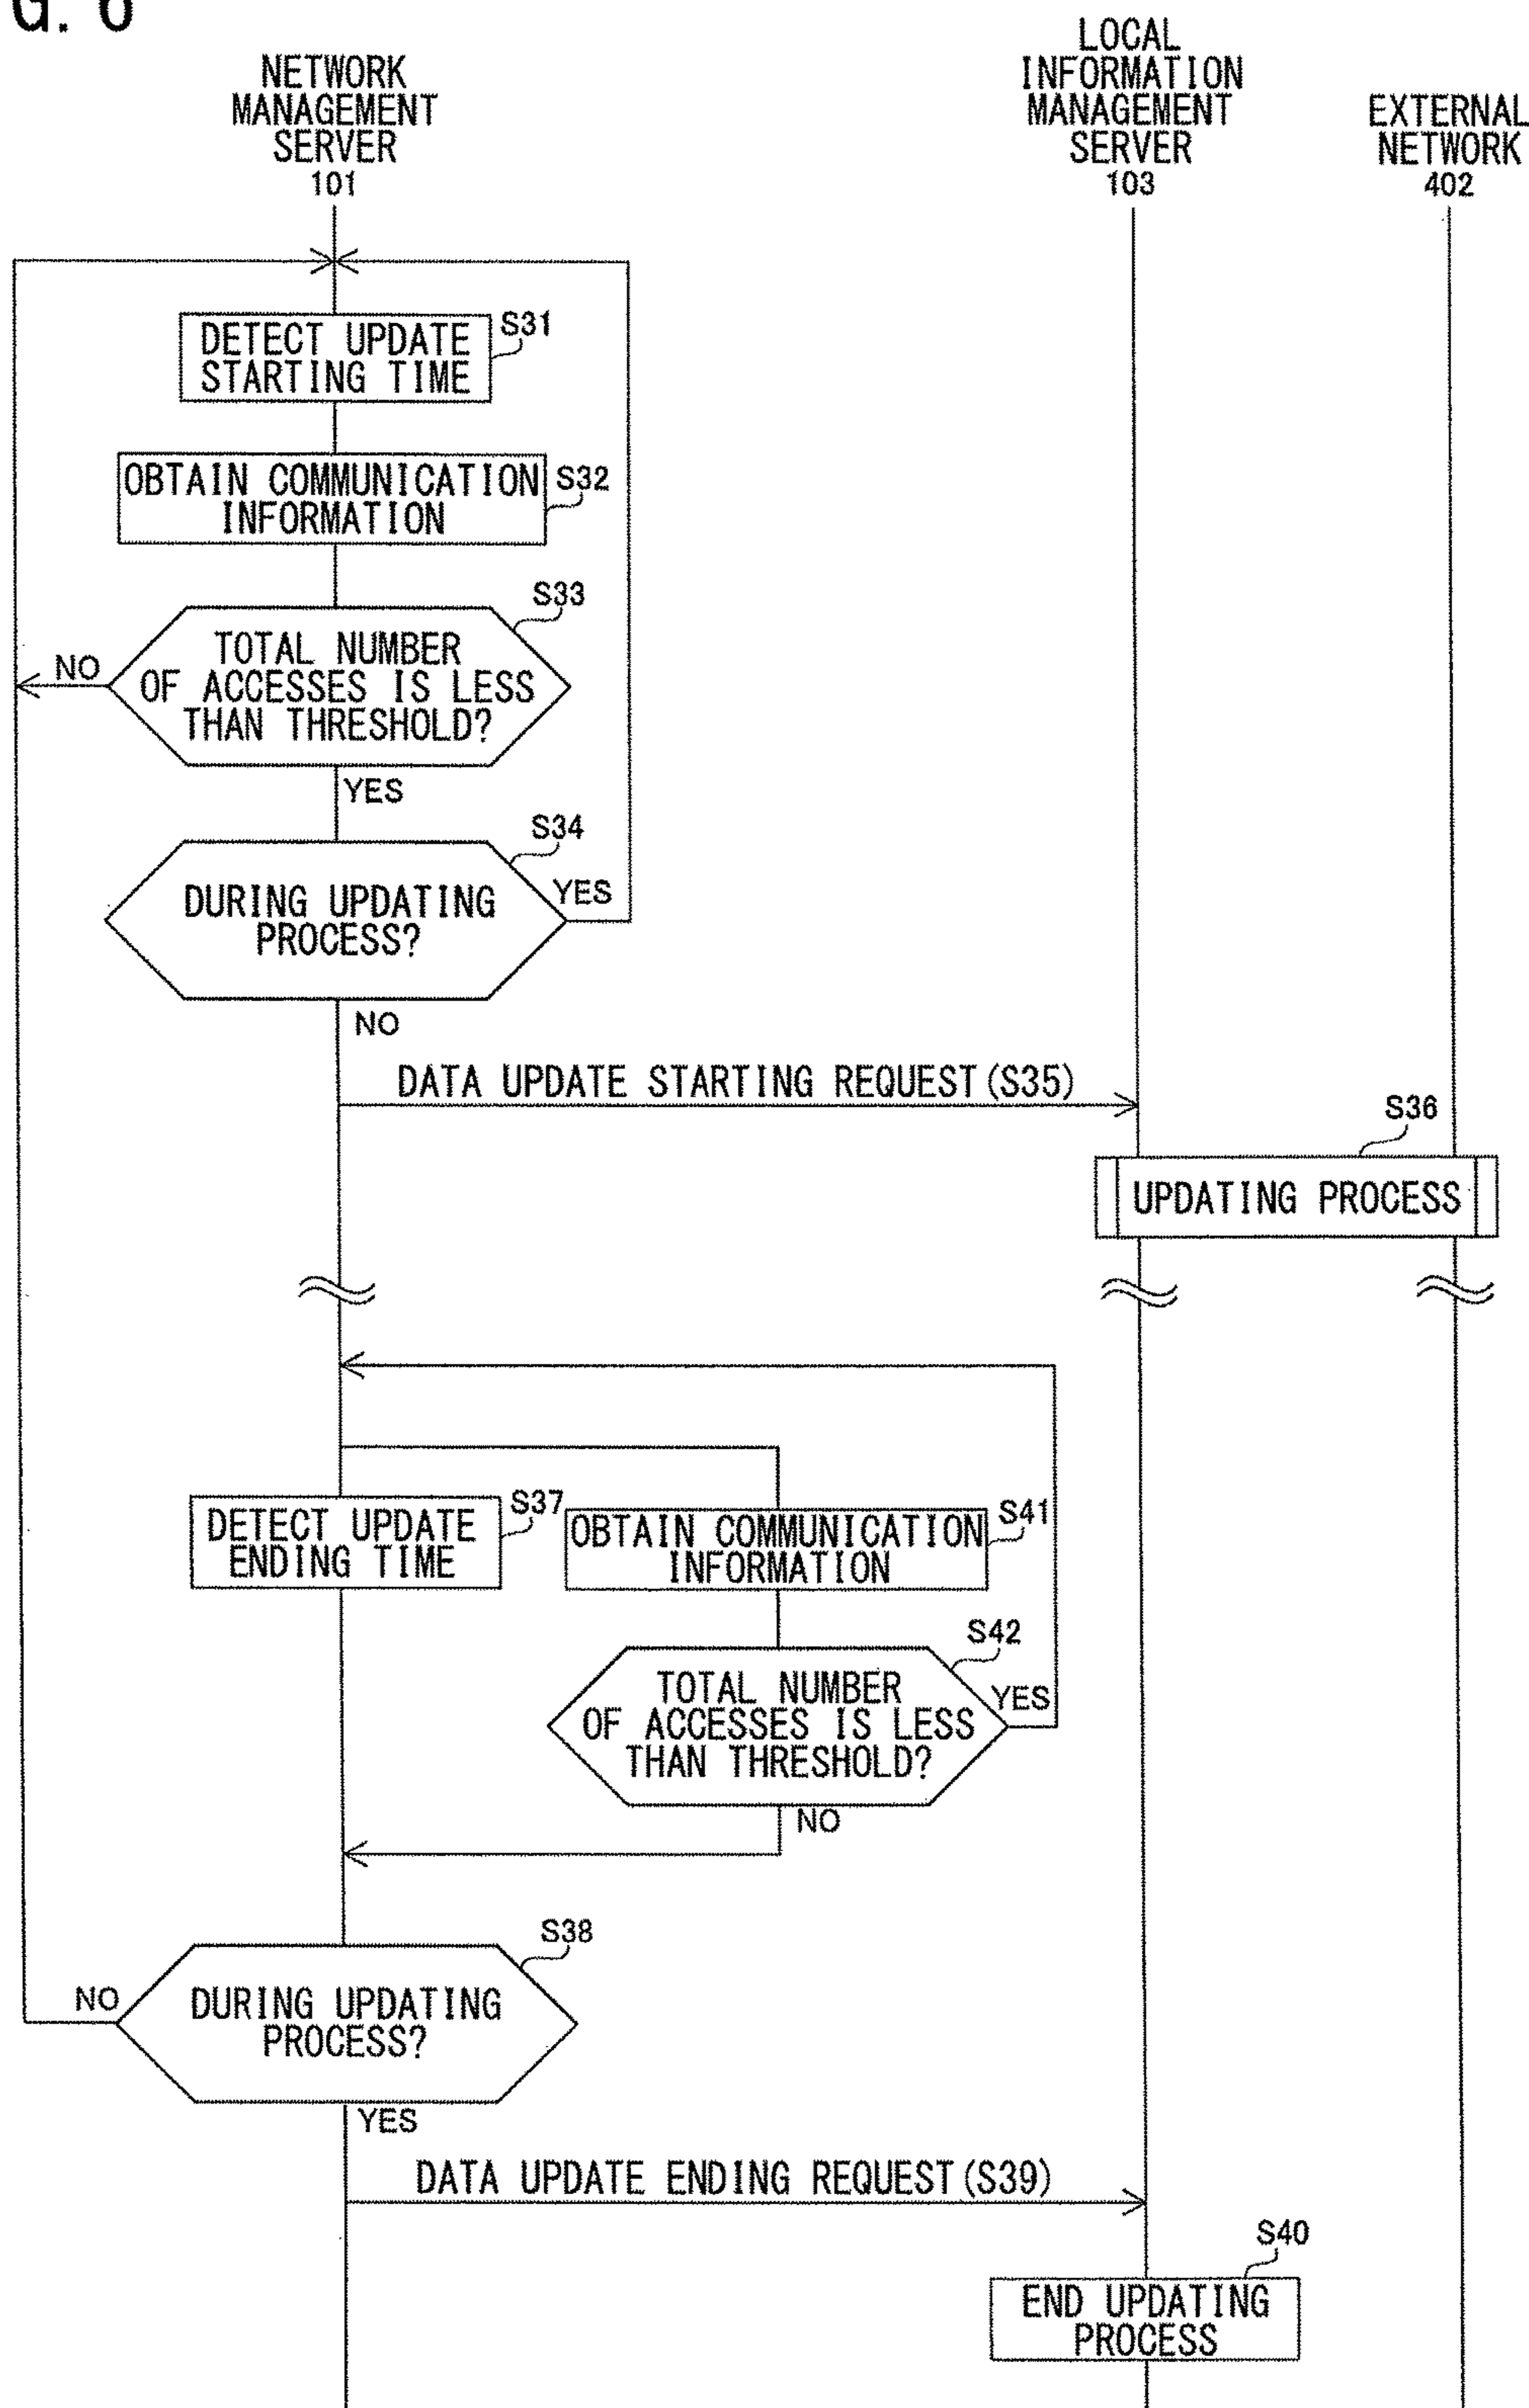 G. 6
NETWORK
MANAGEMENT
SERVER
101
LOCAL
INFORMATION
MANAGEMENT
SERVER
103
EXTERNAL
NETWORK
402
DETECT UPDATE
STARTING TIME
S31
OBTAIN COMMUNICATION
INFORMATION
S32
S33
TOTAL NUMBER
OF ACCESSES IS LESS
THAN THRESHOLD?
NO
YES
S34
DURING UPDATING
PROCESS?
YES
NO
DATA UPDATE STARTING REQUEST(S35)
S36
UPDATING PROCESS
DETECT UPDATE
ENDING TIME
S37
OBTAIN COMMUNICATION
INFORMATION
S41
S42
TOTAL NUMBER
OF ACCESSES IS LESS
THAN THRESHOLD?
YES
NO
S38
DURING UPDATING
PROCESS?
NO
YES
DATA UPDATE ENDING REQUEST(S39)
S40
END UPDATING
PROCESS